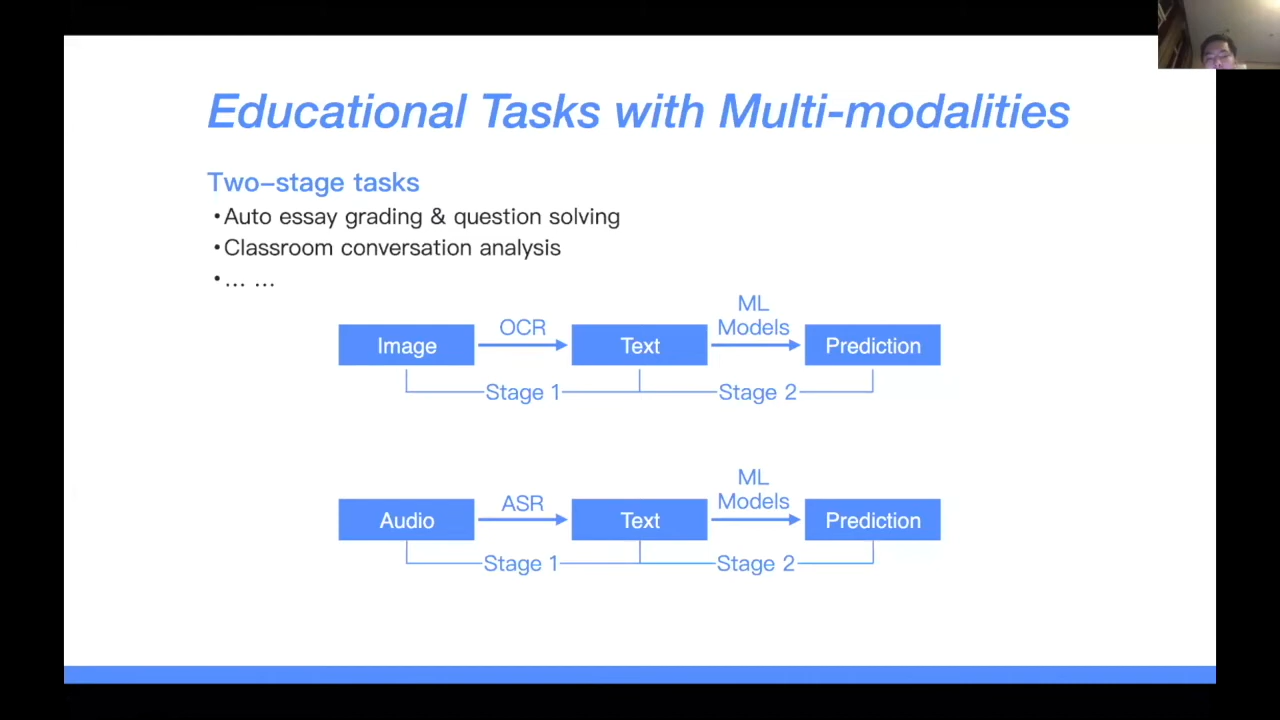 Educational Tasks with Multi-modalities
Two-stage tasks
•Auto essay grading & question solving
•Classroom conversation analysis
•... ...
Image
OCR
Text
ML
Models
Prediction
Stage 1
Stage 2
Audio
ASR
Text
ML
Models
Prediction
Stage 1
Stage 2